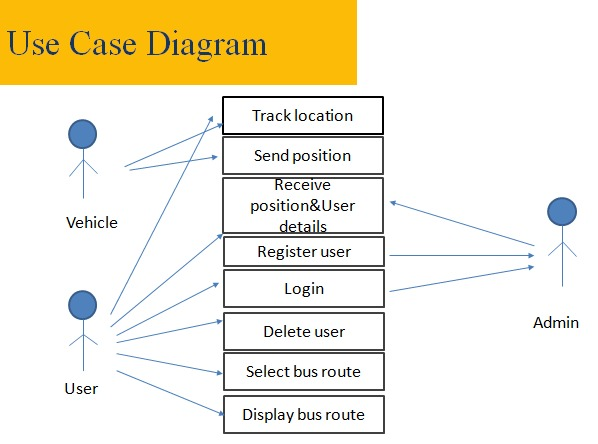 Use Case Diagram
Track location
Send position
Receive
position&User
details
Register user
Login
Delete user
Select bus route
Display bus route
Vehicle
User
Admin